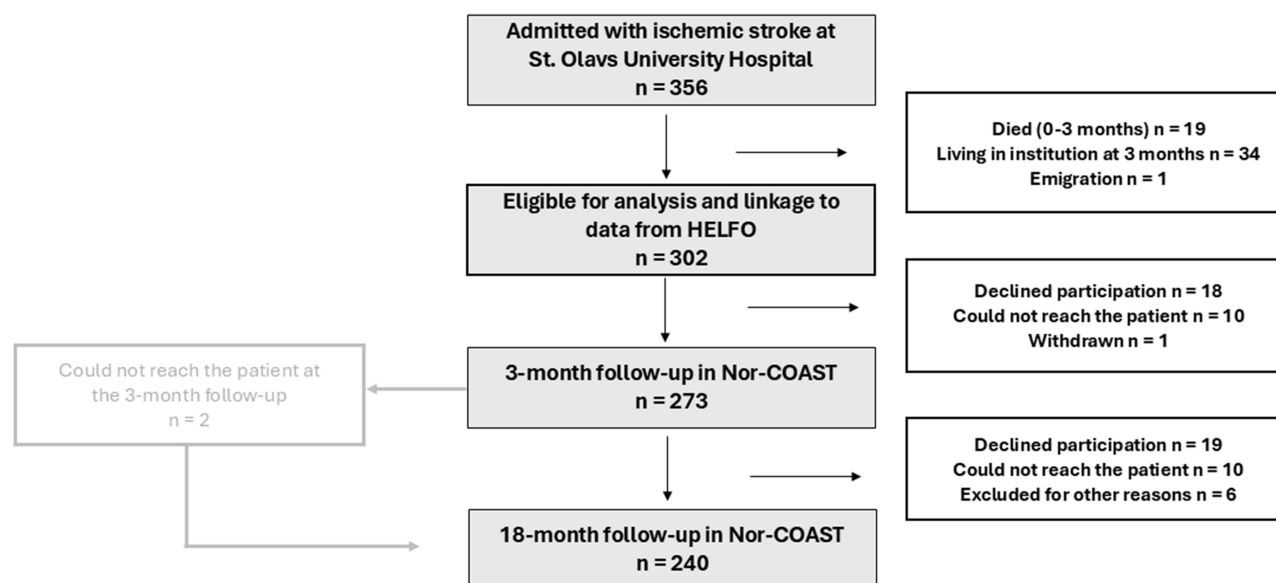 Admitted with ischemic stroke at
St. Olavs University Hospital
n = 356
Died (0-3 months) n = 19
Living in institution at 3 months n = 34
Emigration n = 1
Eligible for analysis and linkage to
data from HELFO
n = 302
Declined participation n = 18
Could not reach the patient n = 10
Withdrawn n = 1
Could not reach the patient at
the 3-month follow-up
n = 2
3-month follow-up in Nor-COAST
n = 273
Declined participation n = 19
Could not reach the patient n = 10
Excluded for other reasons n = 6
18-month follow-up in Nor-COAST
n = 240